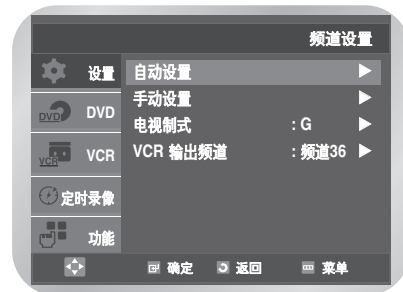 频道设置
设置
自动设置
手动设置
DVD DVD
电视制式 : G
VCR VCR
VCR 输出频道 : 频道36
定时录像
功能
确定 返回 菜单